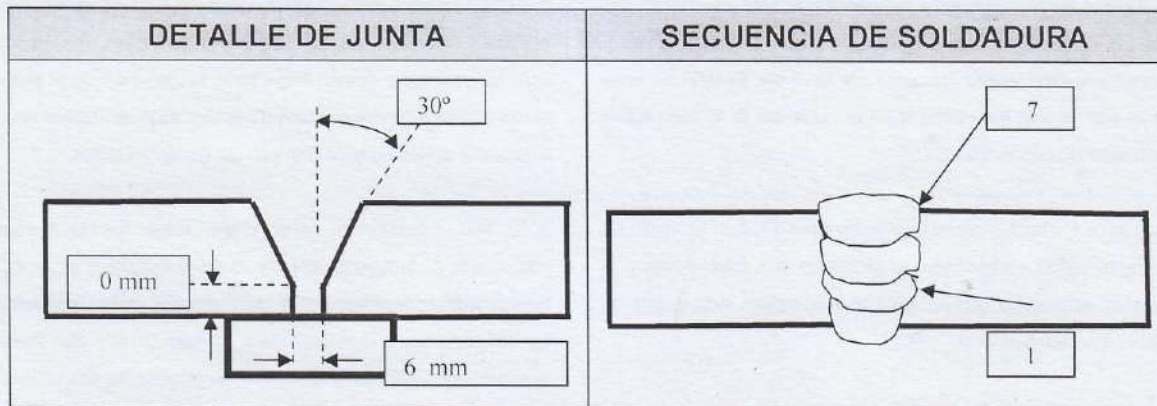 DETALLE DE JUNTA
SECUENCIA DE SOLDADURA
30º
0 mm
6 mm
7
1